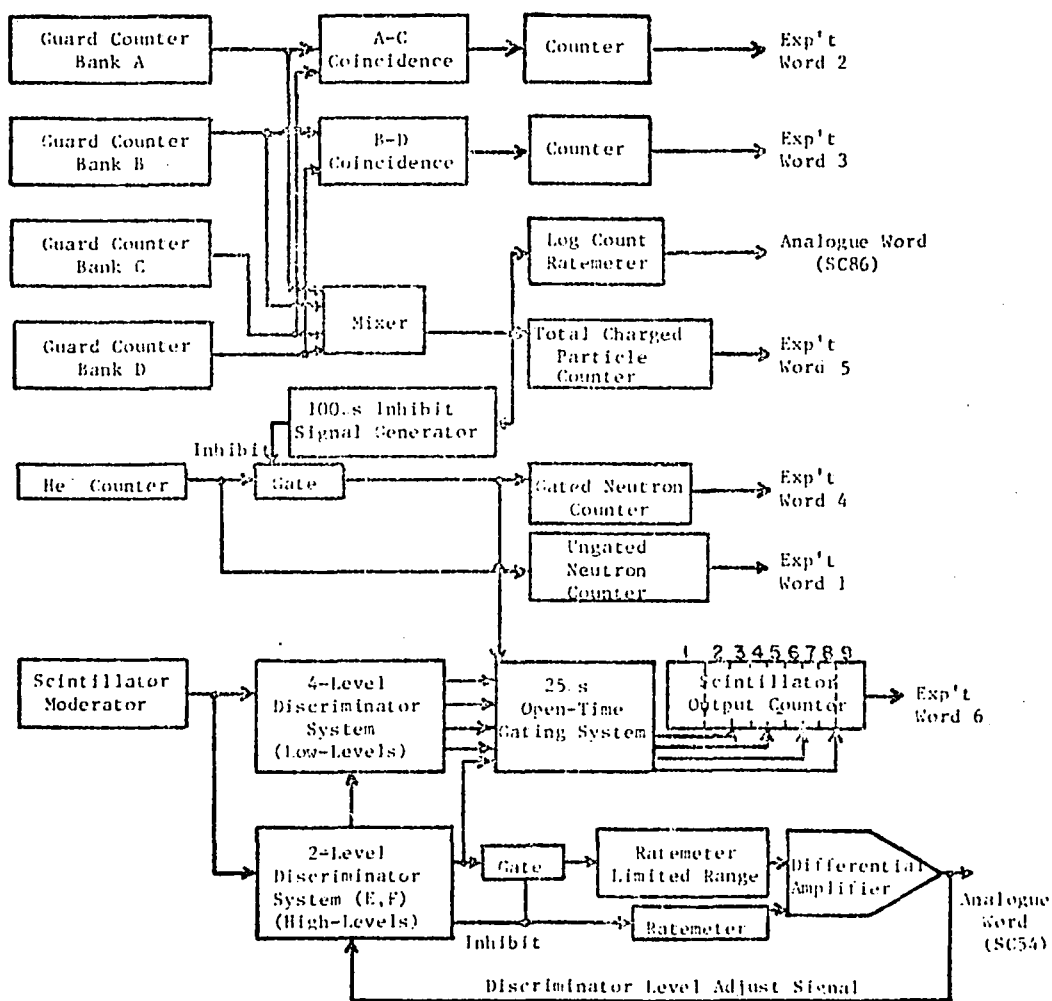 Guard Counter
Bank A
A-C
Coincidence
Counter
Exp't
Word 2
Guard Counter
Bank B
B-D
Coincidence
Counter
Exp't
Word 3
Guard Counter
Bank C
Log Count
Ratemeter
Analogue Word
(SC86)
Mixer
Guard Counter
Bank D
Total Charged
Particle
Counter
Exp't
Word 5
Inhibit
Signal Generator
Inhibit
Counter
Gate
Gated Neutron
Counter
Exp't
Word 4
Ungated
Neutron
Counter
Exp't
Word 1
1 2 3 4 5 6 7 8 9
Scintillator
Moderator
4-Level
Discriminator
System
(Low-Levels)
Open-Time
Gating System
Scintillator
Output Counter
Exp't
Word 6
2-Level
Discriminator
System (E,F)
(High-Levels)
Gate
Ratemeter
Limited Range
Differential
Amplifier
Ratemeter
Inhibit
Analogue
Word
(SC54)
Discriminator Level Adjust Signal